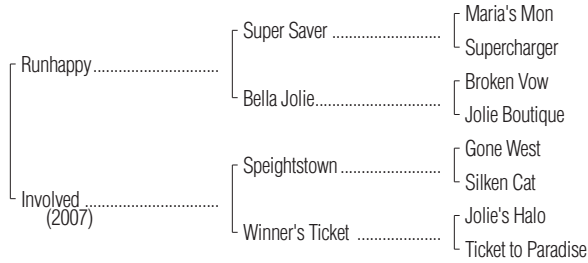 Maria's Mon
Super Saver ......................
Supercharger
Runhappy..........................
Broken Vow
Bella Jolie.........................
Jolie Boutique
Gone West
Speightstown ....................
Silken Cat
Involved ............................
(2007)
Jolie's Halo
Winner's Ticket .................
Ticket to Paradise